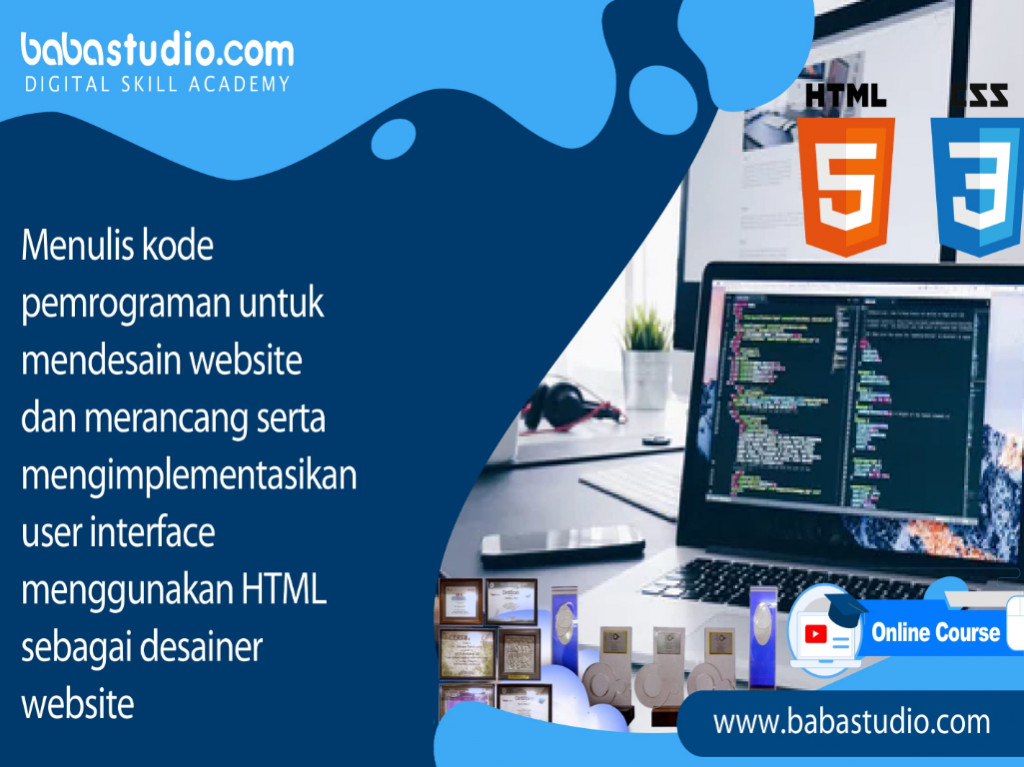 babastudio.com
DIGITAL SKILL ACADEMY
HTML
CSS
5
3
Menulis kode
pemrograman untuk
mendesain website
dan merancang serta
mengimplementasikan
user interface
menggunakan HTML
sebagai desainer
website
Online Course
www.babastudio.com